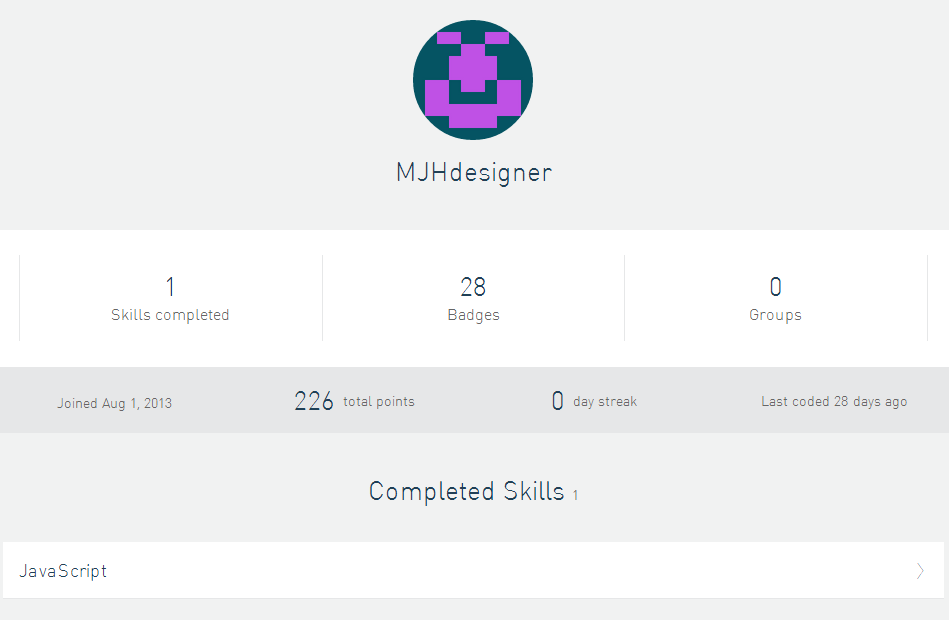 MJHdesigner
1
Skills completed
28
Badges
0
Groups
Joined Aug 1, 2013
226 total points
0 day streak
Last coded 28 days ago
Completed Skills 1
JavaScript